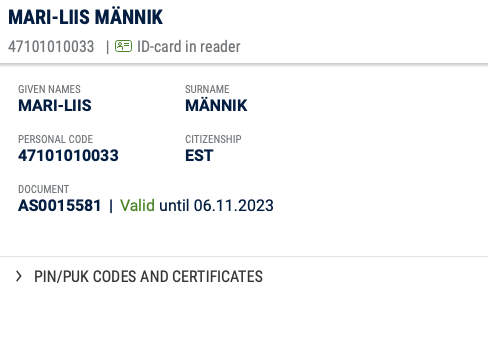 MARI-LIIS MÄNNIK
47101010033 | ID-card in reader
GIVEN NAMES SURNAME
MARI-LIIS MÄNNIK
PERSONAL CODE CITIZENSHIP
47101010033 EST
DOCUMENT
AS0015581 | Valid until 06.11.2023
PIN/PUK CODES AND CERTIFICATES